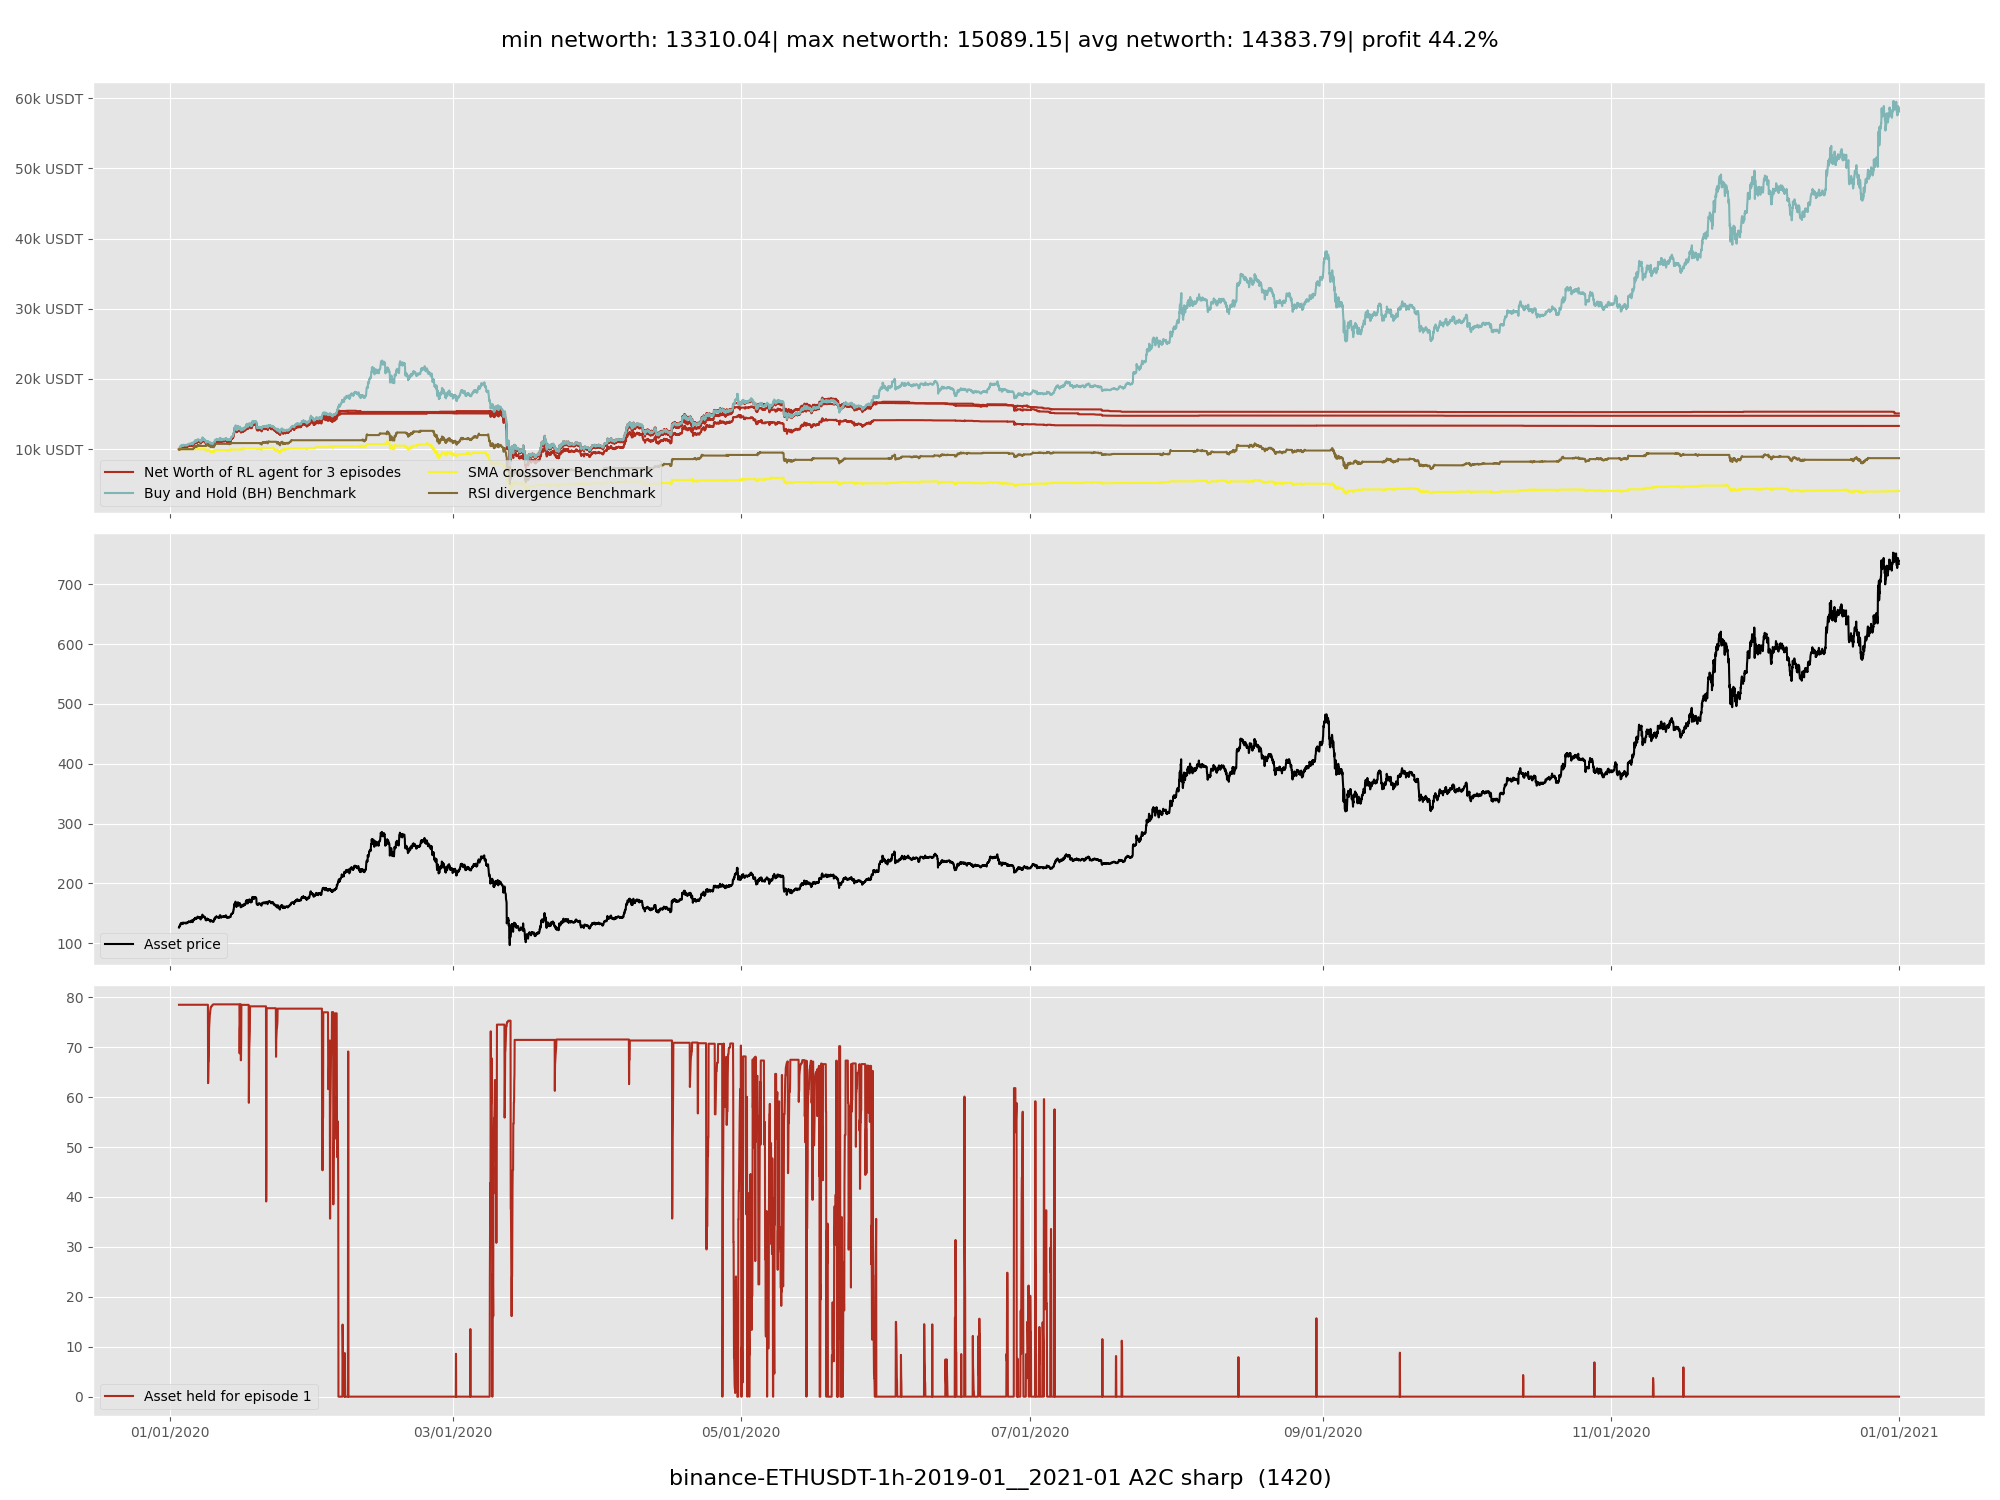 min networth: 13310.04| max networth: 15089.15| avg networth: 14383.79| profit 44.2%
60k USDT
50k USDT
40k USDT
30k USDT
20k USDT
10k USDT
Net Worth of RL agent for 3 episodes
Buy and Hold (BH) Benchmark
SMA crossover Benchmark
RSI divergence Benchmark
700
600
500
400
300
200
100
Asset price
80
70
60
50
40
30
20
10
0
Asset held for episode 1
01/01/2020 03/01/2020 05/01/2020 07/01/2020 09/01/2020 11/01/2020 01/01/2021
binance-ETHUSDT-1h-2019-01__2021-01 A2C sharp (1420)